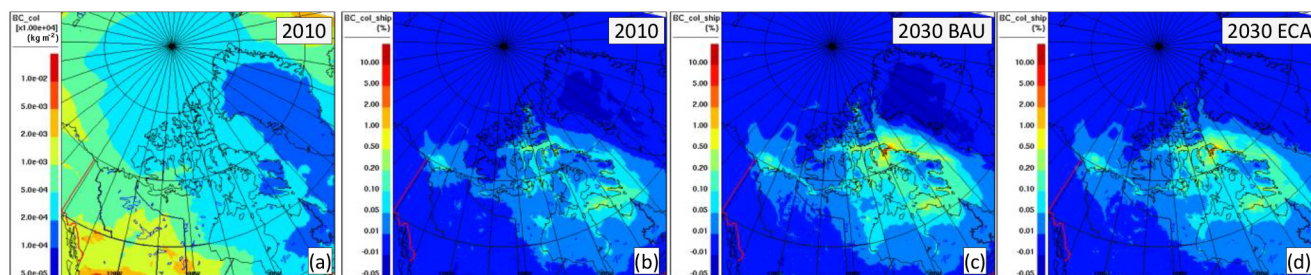 BC_col
[x1.00e+04]
(kg m⁻²)
2010
1.0e-02
5.0e-03
2.0e-03
1.0e-03
5.0e-04
2.0e-04
1.0e-04
5.0e-05
(a)
BC_col_ship
(%)
2010
10.00
5.00
2.00
1.00
0.50
0.20
0.10
0.05
0.01
-0.01
-0.05
(b)
BC_col_ship
(%)
2030 BAU
10.00
5.00
2.00
1.00
0.50
0.20
0.10
0.05
0.01
-0.01
-0.05
(c)
BC_col_ship
(%)
2030 ECA
10.00
5.00
2.00
1.00
0.50
0.20
0.10
0.05
0.01
-0.01
-0.05
(d)